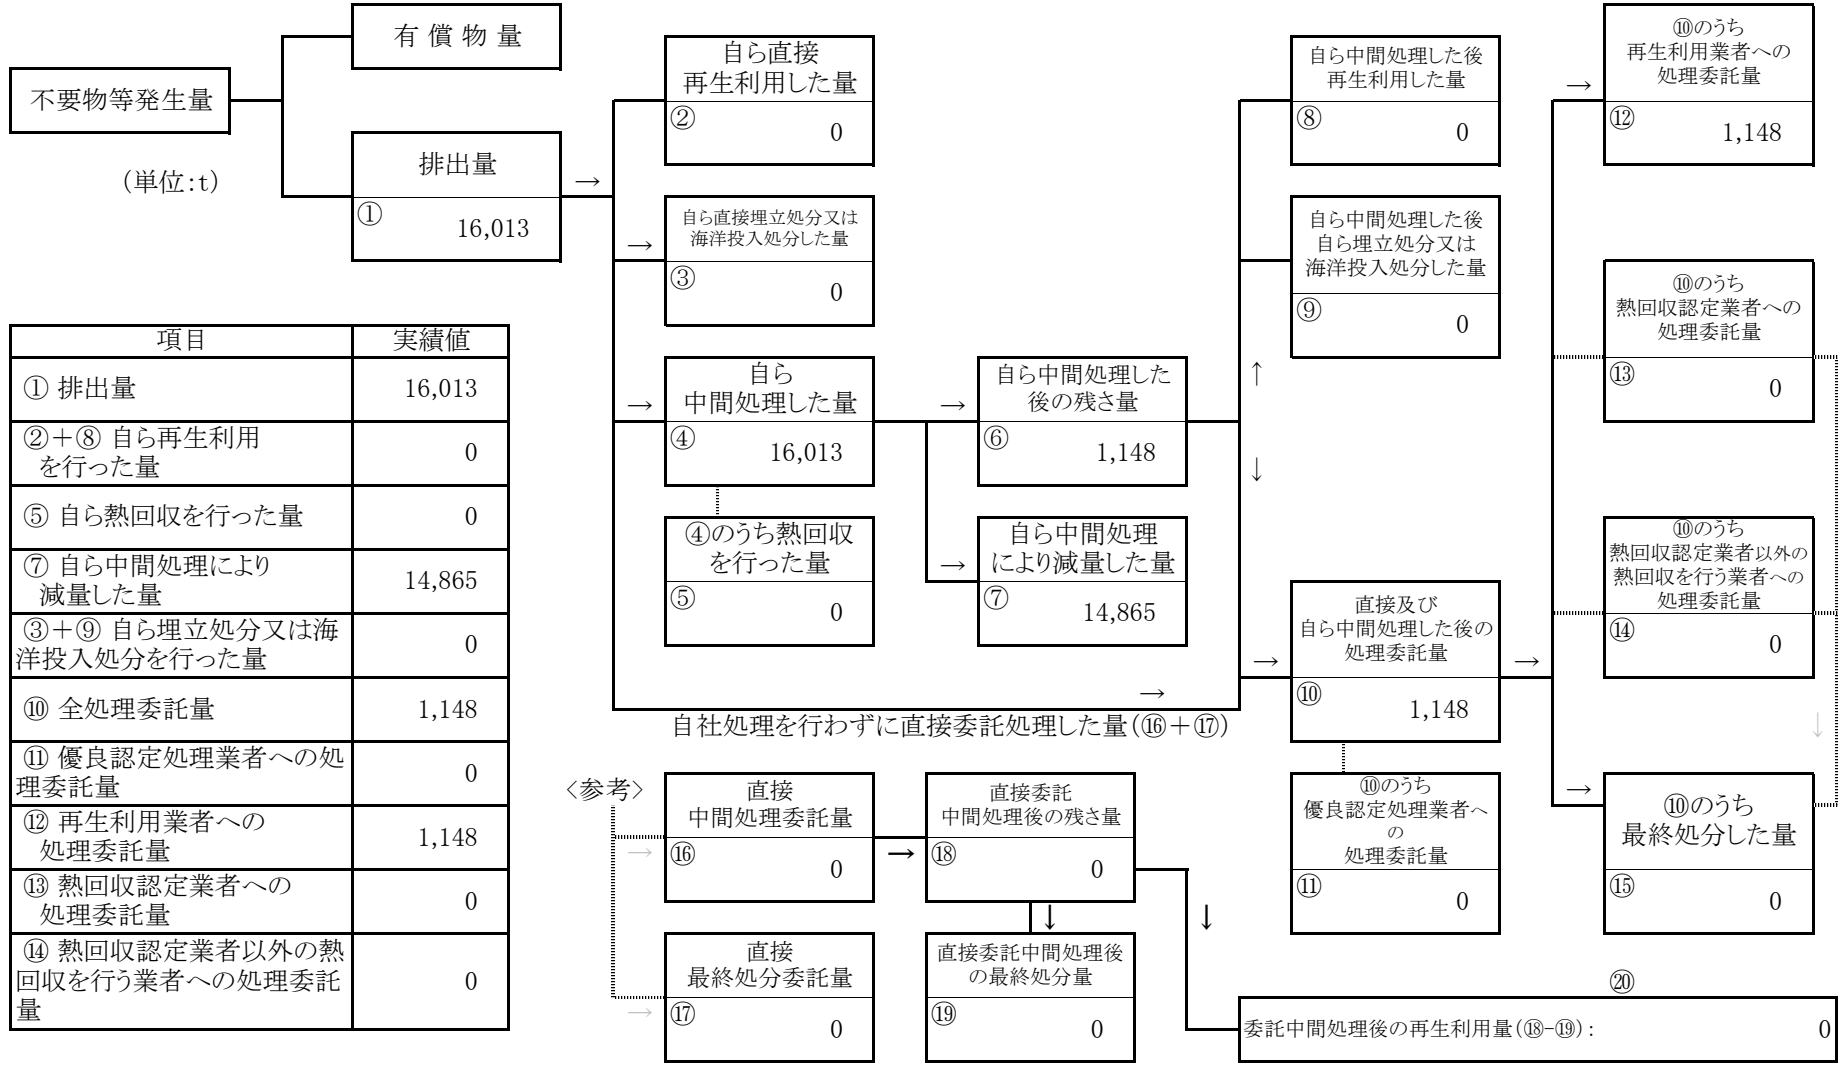 不要物等発生量
(単位:t)
有 償 物 量
排出量
①
16,013
→
自ら直接
再生利用した量
②
0
→
自ら直接埋立処分又は
海洋投入処分した量
③
0
→
自ら
中間処理した量
④
16,013
④のうち熱回収
を行った量
⑤
0
→
自ら中間処理した
後の残さ量
⑥
1,148
→
自ら中間処理
により減量した量
⑦
14,865
↑
↓
自ら中間処理した後
再生利用した量
⑧
0
自ら中間処理した後
自ら埋立処分又は
海洋投入処分した量
⑨
0
→
自社処理を行わずに直接委託処理した量(⑯+⑰)
→
直接及び
自ら中間処理した後の
処理委託量
⑩
1,148
⑩のうち
優良認定処理業者へ
の
処理委託量
⑪
0
→
→
⑩のうち
再生利用業者への
処理委託量
⑫
1,148
⑩のうち
熱回収認定業者への
処理委託量
⑬
0
⑩のうち
熱回収認定業者以外の
熱回収を行う業者への
処理委託量
⑭
0
↓
→
⑩のうち
最終処分した量
⑮
0
項目 実績値
① 排出量 16,013
②+⑧ 自ら再生利用
を行った量 0
⑤ 自ら熱回収を行った量 0
⑦ 自ら中間処理により
減量した量 14,865
③+⑨ 自ら埋立処分又は海
洋投入処分を行った量 0
⑩ 全処理委託量 1,148
⑪ 優良認定処理業者への処
理委託量 0
⑫ 再生利用業者への
処理委託量 1,148
⑬ 熱回収認定業者への
処理委託量 0
⑭ 熱回収認定業者以外の熱
回収を行う業者への処理委託
量 0
<参考>
→
直接
中間処理委託量
⑯
0
→
直接委託
中間処理後の残さ量
⑱
0
→
直接
最終処分委託量
⑰
0
↓
直接委託中間処理後
の最終処分量
⑲
0
↓
⑳
委託中間処理後の再生利用量(⑱-⑲): 0